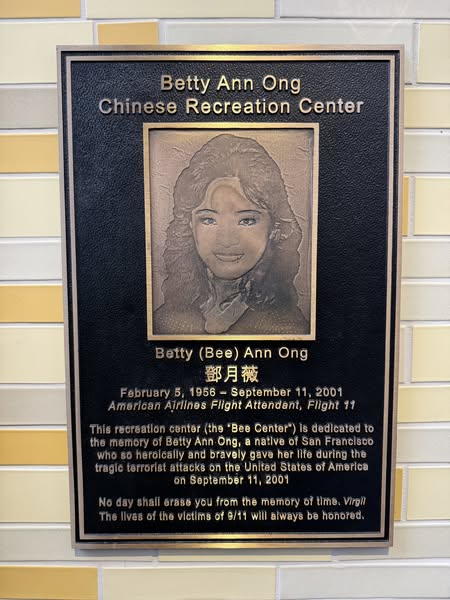 Betty Ann Ong
Chinese Recreation Center
Betty (Bee) Ann Ong
鄧月薇
February 5, 1956 – September 11, 2001
American Airlines Flight Attendant, Flight 11
This recreation center (the "Bee Center") is dedicated to
the memory of Betty Ann Ong, a native of San Francisco
who so heroically and bravely gave her life during the
tragic terrorist attacks on the United States of America
on September 11, 2001
No day shall erase you from the memory of time. Virgil
The lives of the victims of 9/11 will always be honored.